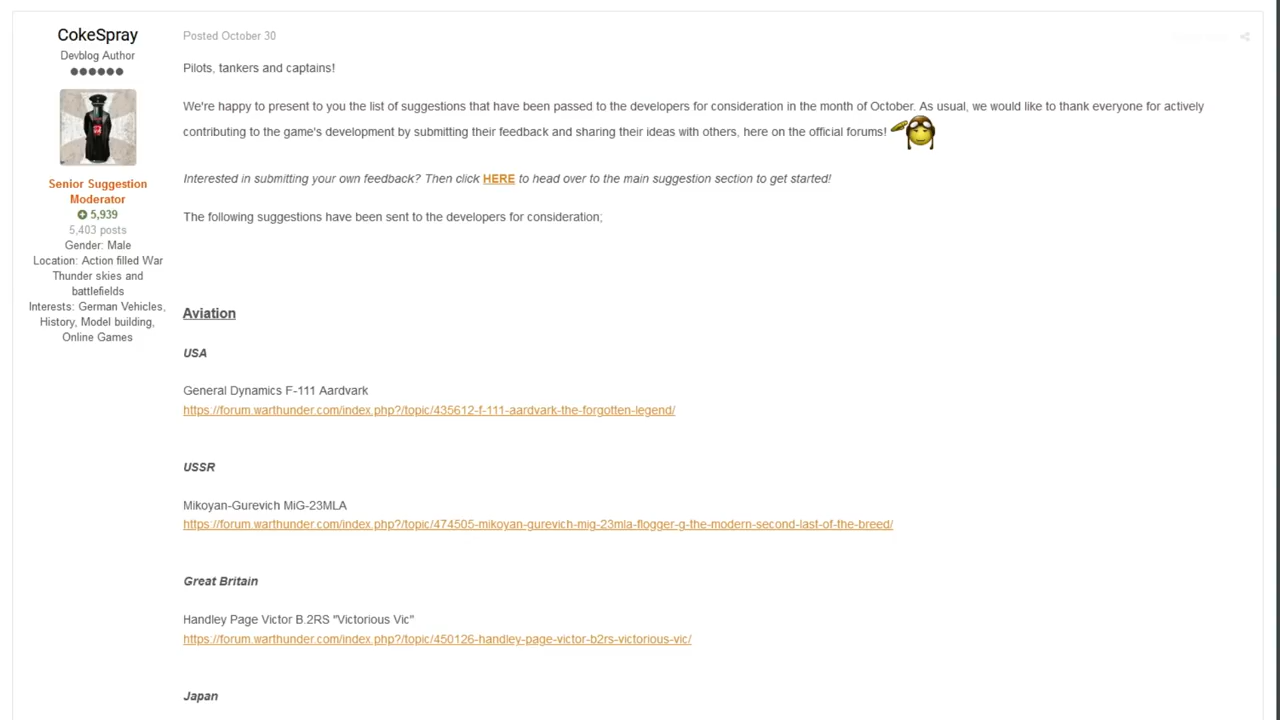 CokeSpray
Devblog Author
Senior Suggestion
Moderator
5,939
5,403 posts
Gender: Male
Location: Action filled War
Thunder skies and
battlefields
Interests: German Vehicles,
History, Model building,
Online Games
Posted October 30
Pilots, tankers and captains!
We're happy to present to you the list of suggestions that have been passed to the developers for consideration in the month of October. As usual, we would like to thank everyone for actively
contributing to the game's development by submitting their feedback and sharing their ideas with others, here on the official forums!
Interested in submitting your own feedback? Then click HERE to head over to the main suggestion section to get started!
The following suggestions have been sent to the developers for consideration;
Aviation
USA
General Dynamics F-111 Aardvark
https://forum.warthunder.com/index.php?/topic/435612-f-111-aardvark-the-forgotten-legend/
USSR
Mikoyan-Gurevich MiG-23MLA
https://forum.warthunder.com/index.php?/topic/474505-mikoyan-gurevich-mig-23mla-flogger-g-the-modern-second-last-of-the-breed/
Great Britain
Handley Page Victor B.2RS "Victorious Vic"
https://forum.warthunder.com/index.php?/topic/450126-handley-page-victor-b2rs-victorious-vic/
Japan